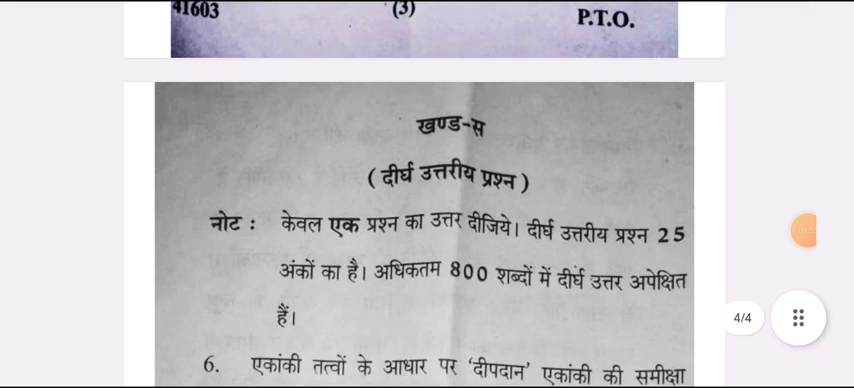 41603 (3) P.T.O.
खण्ड-स
( दीर्घ उत्तरीय प्रश्न )
नोट : केवल एक प्रश्न का उत्तर दीजिये। दीर्घ उत्तरीय प्रश्न 25
अंकों का है। अधिकतम 800 शब्दों में दीर्घ उत्तर अपेक्षित
हैं।
4/4
6. एकांकी तत्वों के आधार पर ‘दीपदान’ एकांकी की समीक्षा